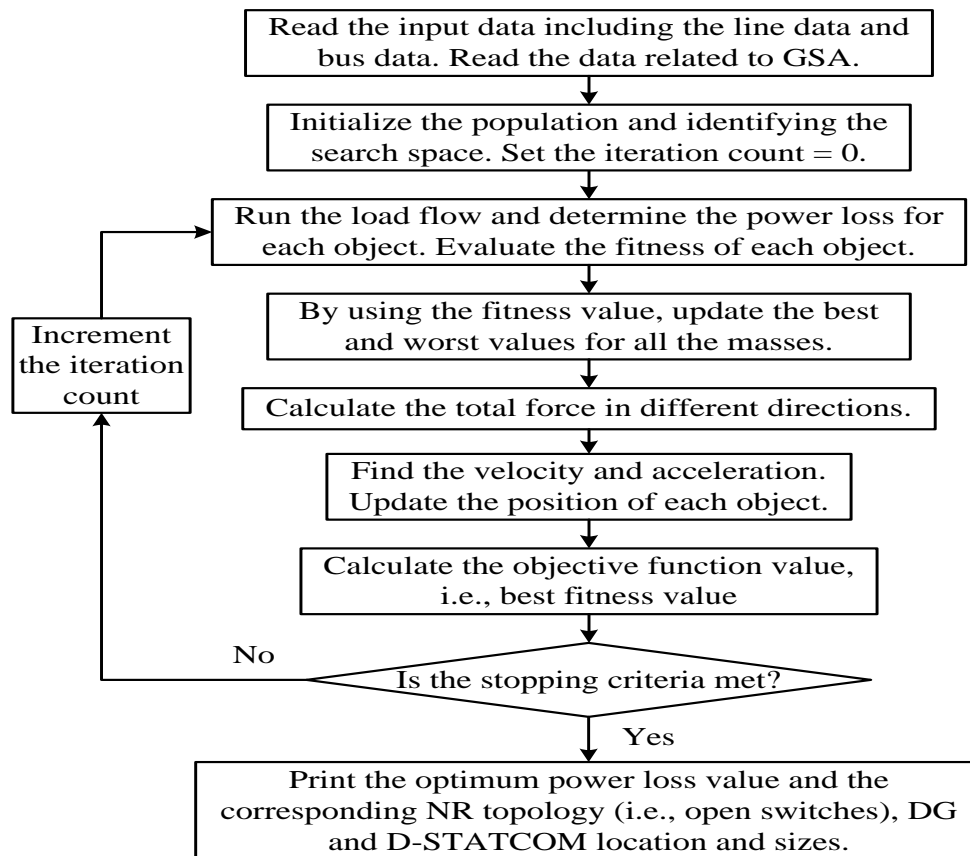 Read the input data including the line data and
bus data. Read the data related to GSA.
Initialize the population and identifying the
search space. Set the iteration count = 0.
Run the load flow and determine the power loss for
each object. Evaluate the fitness of each object.
By using the fitness value, update the best
and worst values for all the masses.
Increment
the iteration
count
Calculate the total force in different directions.
Find the velocity and acceleration.
Update the position of each object.
Calculate the objective function value,
i.e., best fitness value
No
Is the stopping criteria met?
Yes
Print the optimum power loss value and the
corresponding NR topology (i.e., open switches), DG
and D-STATCOM location and sizes.